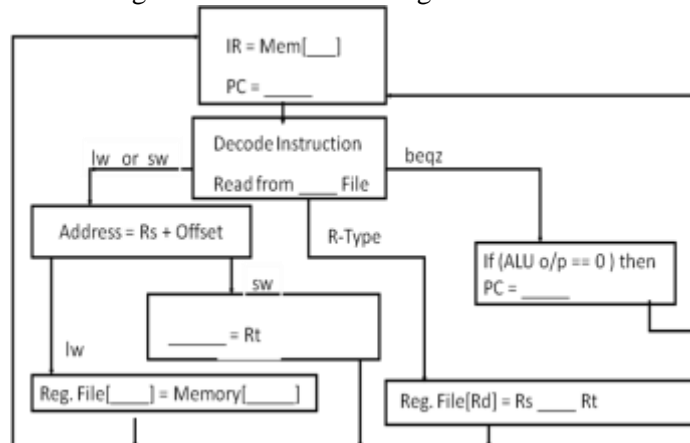 IR = Mem[___]
PC = _____
Decode Instruction
Read from ____ File
lw or sw
beqz
Address = Rs + Offset
R-Type
If (ALU o/p == 0 ) then
PC = _____
sw
______ = Rt
lw
Reg. File[____] = Memory[_____]
Reg. File[Rd] = Rs ____ Rt